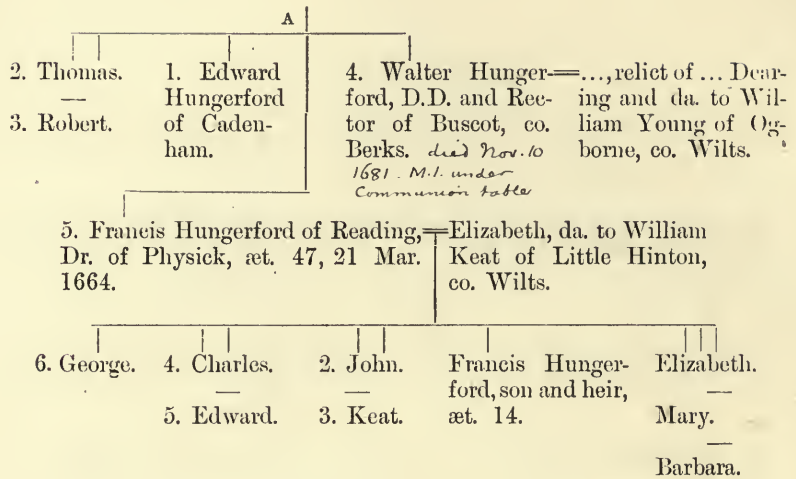 A
2. Thomas.
—
3. Robert.
1. Edward
Hungerford
of Caden-
ham.
4. Walter Hunger-
ford, D.D. and Rec-
tor of Buscot, co.
Berks. died Nov. 10
1681. M.I. under
Communion table
=...,relict of ... Dear-
ing and da. to Wil-
liam Young of Og-
borne, co. Wilts.
5. Francis Hungerford of Reading,
Dr. of Physick, æt. 47, 21 Mar.
1664.
=Elizabeth, da. to William
Keat of Little Hinton,
co. Wilts.
6. George.
4. Charles.
—
5. Edward.
2. John.
—
3. Keat.
Francis Hunger-
ford, son and heir,
æt. 14.
Elizabeth.
—
Mary.
—
Barbara.